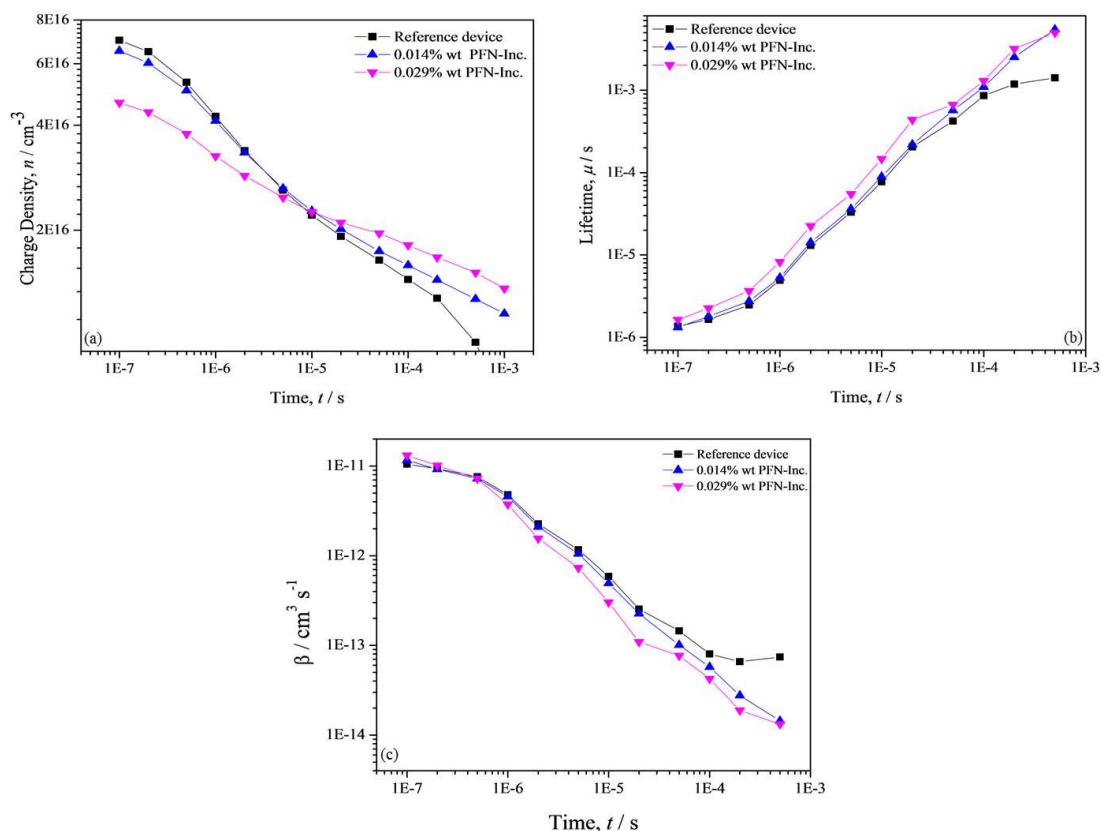 8E16
6E16
4E16
2E16
Charge Density, n / cm-3
Reference device
0.014% wt PFN-Inc.
0.029% wt PFN-Inc.
(a)
1E-7 1E-6 1E-5 1E-4 1E-3
Time, t / s
1E-3
1E-4
1E-5
1E-6
Lifetime, μ / s
Reference device
0.014% wt PFN-Inc.
0.029% wt PFN-Inc.
(b)
1E-7 1E-6 1E-5 1E-4 1E-3
Time, t / s
1E-11
1E-12
1E-13
1E-14
β / cm³ s⁻¹
Reference device
0.014% wt PFN-Inc.
0.029% wt PFN-Inc.
(c)
1E-7 1E-6 1E-5 1E-4 1E-3
Time, t / s